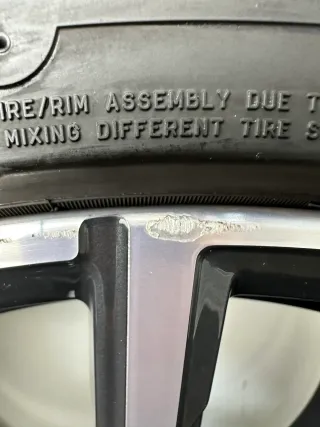 IRE/RIM ASSEMBLY DUE T
MIXING DIFFERENT TIRE S